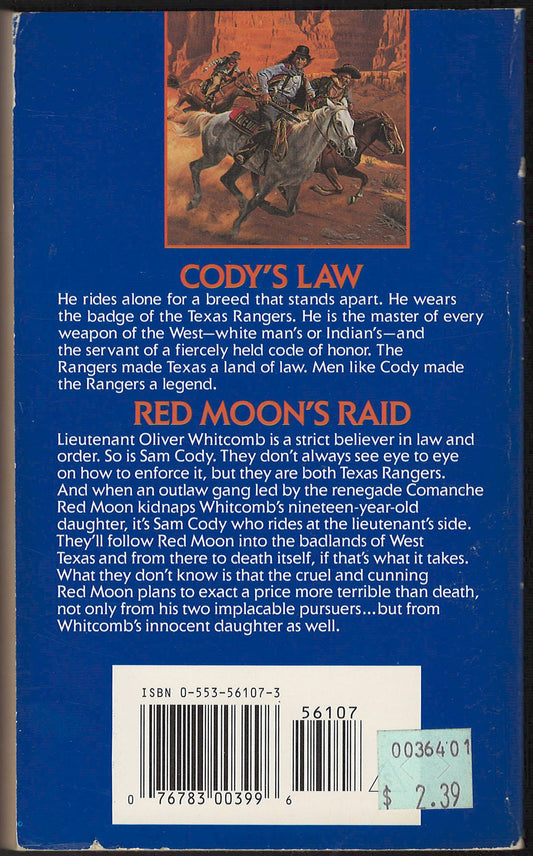 CODY'S LAW
He rides alone for a breed that stands apart. He wears
the badge of the Texas Rangers. He is the master of every
weapon of the West—white man's or Indian's—and
the servant of a fiercely held code of honor. The
Rangers made Texas a land of law. Men like Cody made
the Rangers a legend.
RED MOON'S RAID
Lieutenant Oliver Whitcomb is a strict believer in law and
order. So is Sam Cody. They don't always see eye to eye
on how to enforce it, but they are both Texas Rangers.
And when an outlaw gang led by the renegade Comanche
Red Moon kidnaps Whitcomb's nineteen-year-old
daughter, it's Sam Cody who rides at the lieutenant's side.
They'll follow Red Moon into the badlands of West
Texas and from there to death itself, if that's what it takes.
What they don't know is that the cruel and cunning
Red Moon plans to exact a price more terrible than death,
not only from his two implacable pursuers...but from
Whitcomb's innocent daughter as well.
ISBN 0-553-56107-3
56107
0036401
$ 2.39
0 76783 00399 6